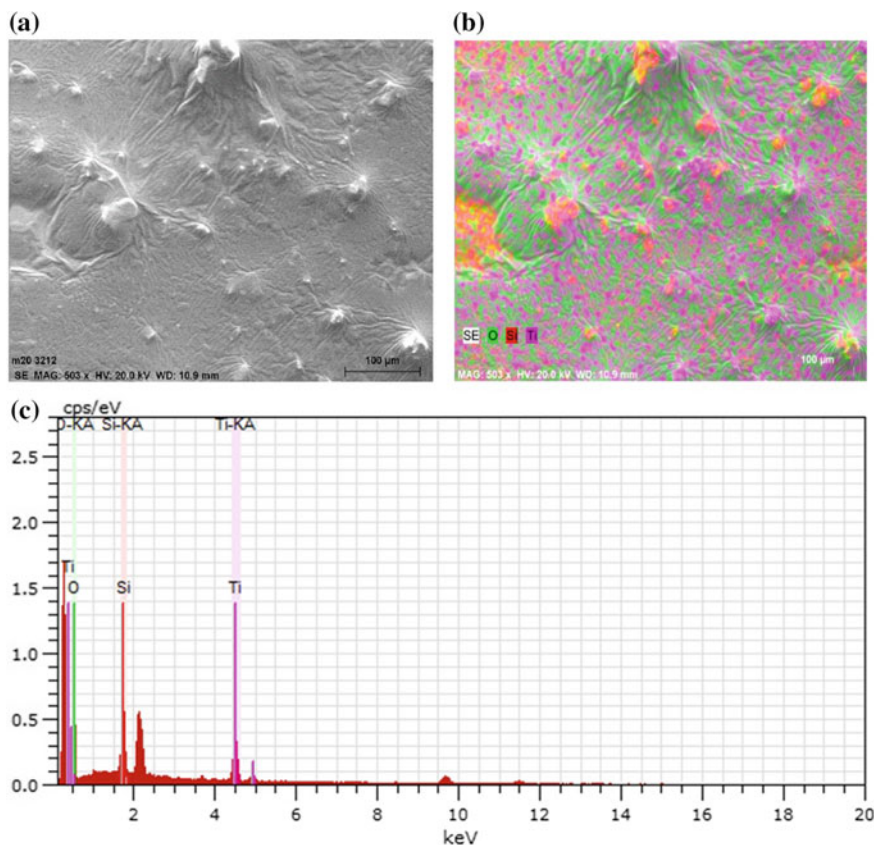 (a)
(b)
m20 3212
SE MAG: 503 x HV: 20.0 kV WD: 10.9 mm
100 µm
SE O Si Ti
MAG: 503 x HV: 20.0 kV WD: 10.9 mm
100 µm
(c)
cps/eV
O-KA Si-KA Ti-KA
2.5
2.0
Ti
1.5
O Si Ti
1.0
0.5
0.0
2 4 6 8 10 12 14 16 18 20
keV